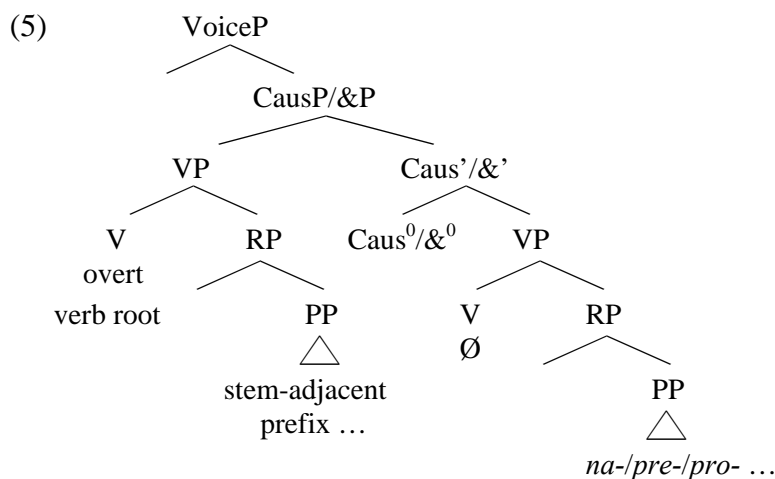 (5) VoiceP
CausP/&P
VP Caus’/&’
V RP Caus⁰/&⁰ VP
overt
verb root PP V RP
Ø
stem-adjacent PP
prefix …
na-/pre-/pro- …